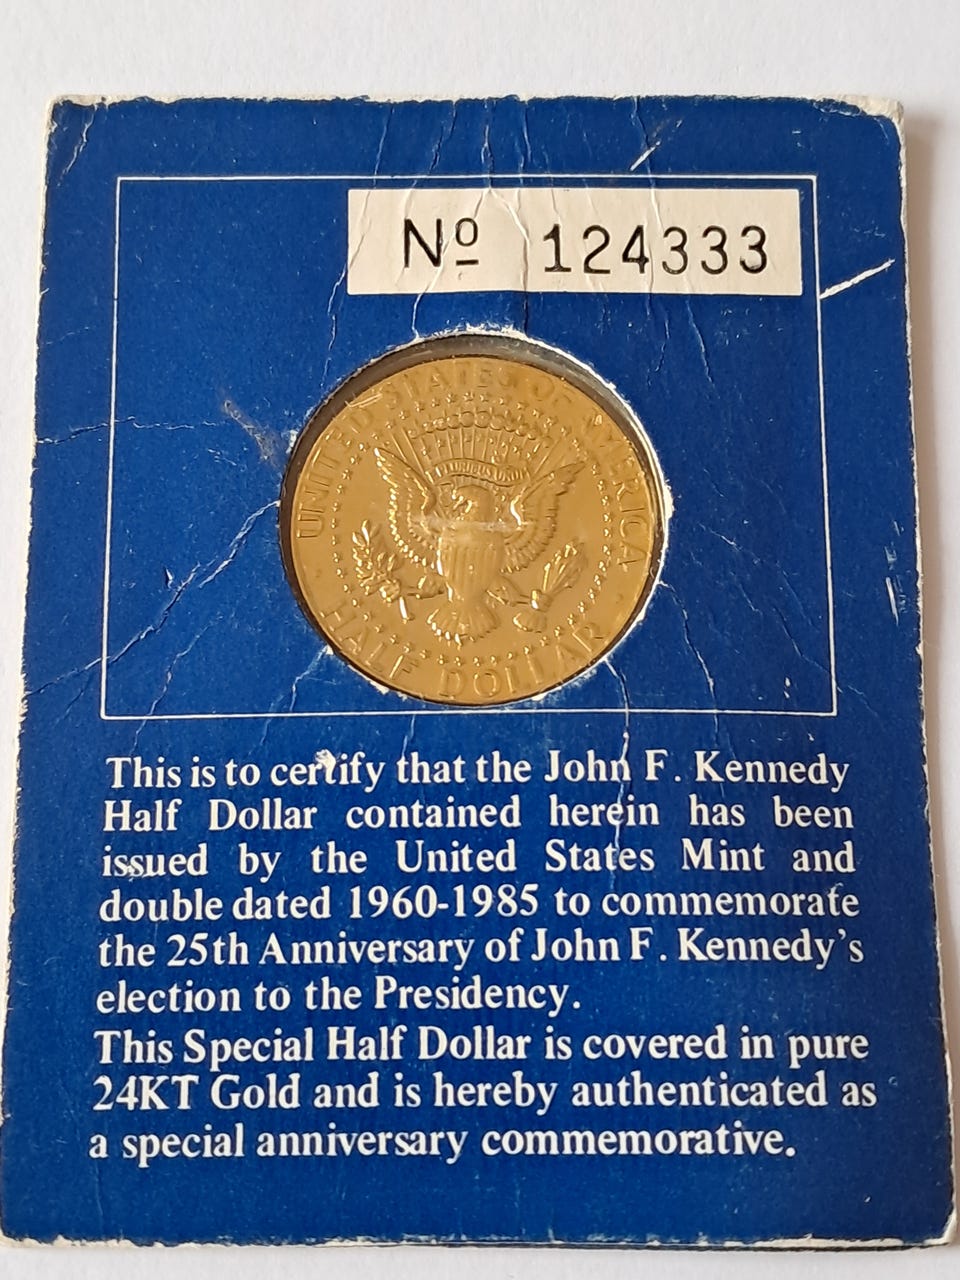 Nº 124333
UNITED STATES OF AMERICA
PLURIBUS UNUM
HALF DOLLAR
This is to certify that the John F. Kennedy
Half Dollar contained herein has been
issued by the United States Mint and
double dated 1960-1985 to commemorate
the 25th Anniversary of John F. Kennedy’s
election to the Presidency.
This Special Half Dollar is covered in pure
24KT Gold and is hereby authenticated as
a special anniversary commemorative.